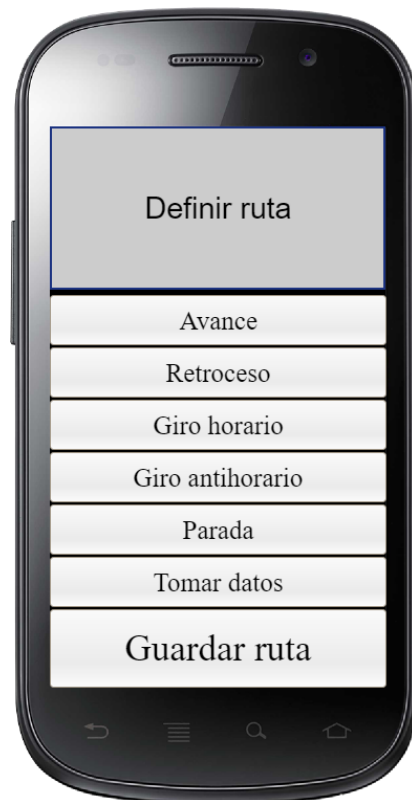 Definir ruta
Avance
Retroceso
Giro horario
Giro antihorario
Parada
Tomar datos
Guardar ruta